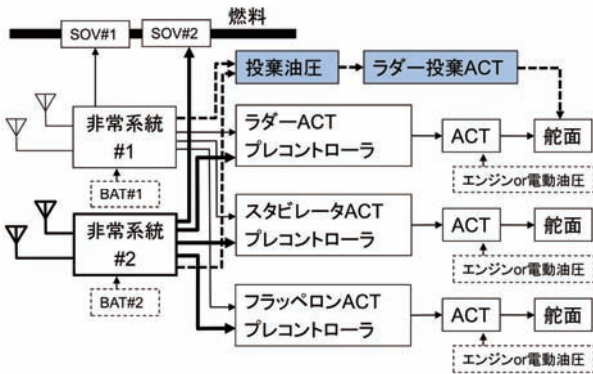 燃料
SOV#1
SOV#2
投棄油圧
ラダー投棄ACT
非常系統
#1
BAT#1
ラダーACT
プレコントローラ
ACT
舵面
エンジンor電動油圧
非常系統
#2
BAT#2
スタビレータACT
プレコントローラ
ACT
舵面
エンジンor電動油圧
フラッペロンACT
プレコントローラ
ACT
舵面
エンジンor電動油圧